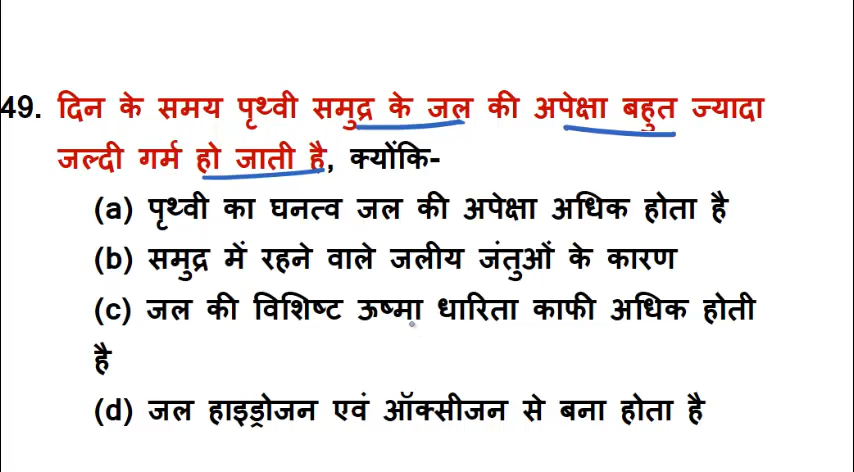 49. दिन के समय पृथ्वी समुद्र के जल की अपेक्षा बहुत ज्यादा
जल्दी गर्म हो जाती है, क्योंकि-
(a) पृथ्वी का घनत्व जल की अपेक्षा अधिक होता है
(b) समुद्र में रहने वाले जलीय जंतुओं के कारण
(c) जल की विशिष्ट ऊष्मा धारिता काफी अधिक होती
है
(d) जल हाइड्रोजन एवं ऑक्सीजन से बना होता है